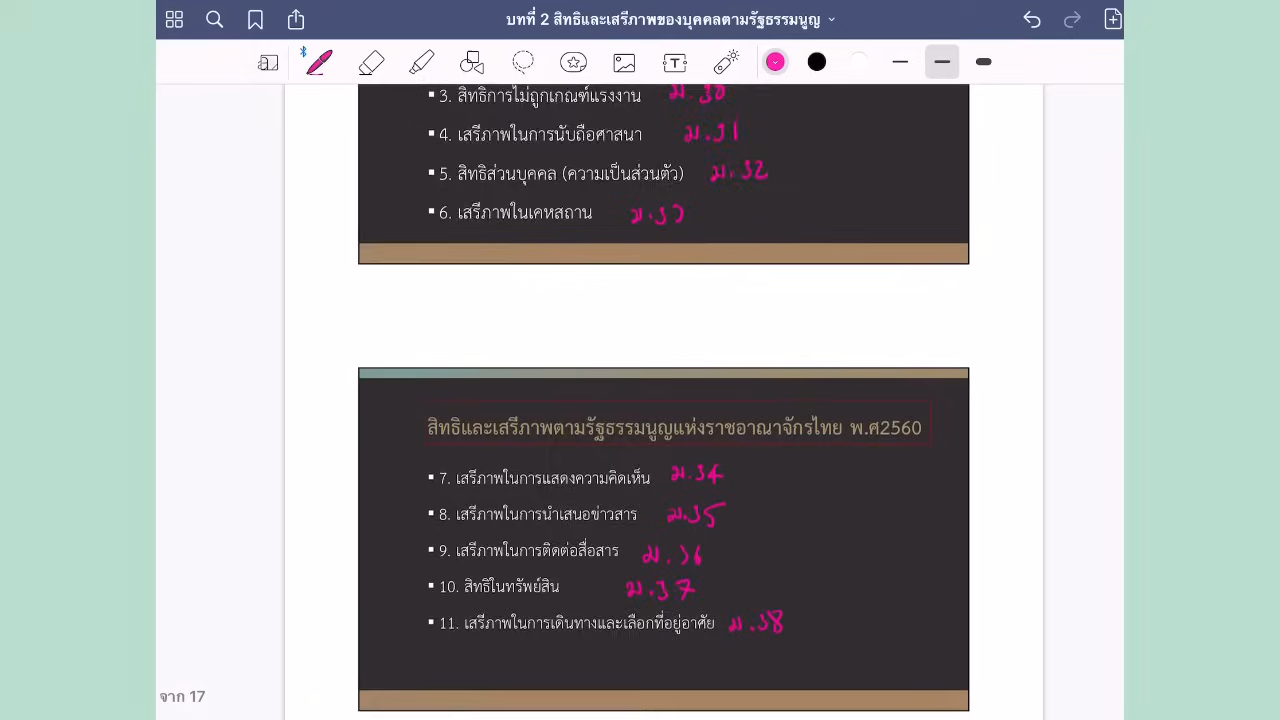 บทที่ 2 สิทธิและเสรีภาพของบุคคลตามรัฐธรรมนูญ
3. สิทธิการไม่ถูกเกณฑ์แรงงาน ม.30
4. เสรีภาพในการนับถือศาสนา ม.31
5. สิทธิส่วนบุคคล (ความเป็นส่วนตัว) ม.32
6. เสรีภาพในเคหสถาน ม.33
สิทธิและเสรีภาพตามรัฐธรรมนูญแห่งราชอาณาจักรไทย พ.ศ2560
7. เสรีภาพในการแสดงความคิดเห็น ม.34
8. เสรีภาพในการนำเสนอข่าวสาร ม.35
9. เสรีภาพในการติดต่อสื่อสาร ม.36
10. สิทธิในทรัพย์สิน ม.37
11. เสรีภาพในการเดินทางและเลือกที่อยู่อาศัย ม.38
จาก 17